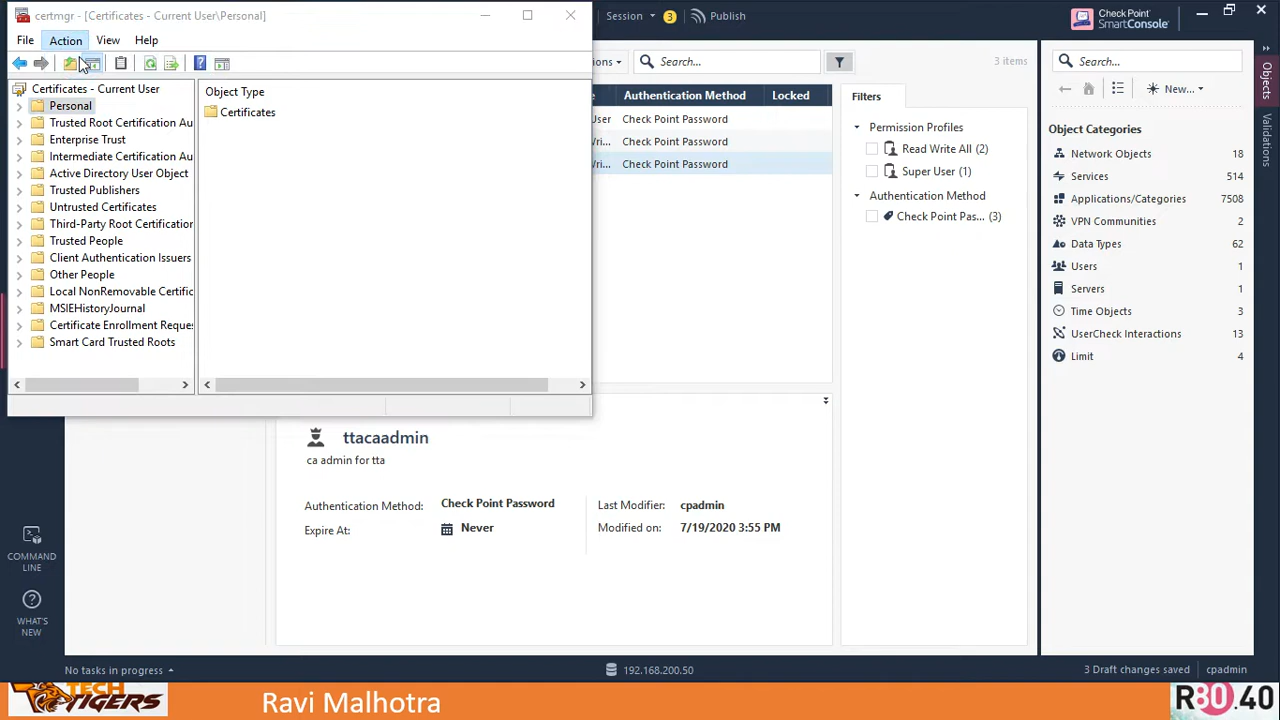 certmgr - [Certificates - Current User\Personal]
Session 3 Publish
Check Point
SmartConsole
File Action View Help
Search...
3 items
Search...
New...
Certificates - Current User
Personal
Trusted Root Certification Au
Enterprise Trust
Intermediate Certification Au
Active Directory User Object
Trusted Publishers
Untrusted Certificates
Third-Party Root Certification
Trusted People
Client Authentication Issuers
Other People
Local NonRemovable Certific
MSIEHistoryJournal
Certificate Enrollment Reque
Smart Card Trusted Roots
Object Type
Certificates
Authentication Method Locked
User Check Point Password
Check Point Password
Check Point Password
Filters
Permission Profiles
Read Write All (2)
Super User (1)
Authentication Method
Check Point Pas... (3)
Object Categories
Network Objects 18
Services 514
Applications/Categories 7508
VPN Communities 2
Data Types 62
Users 1
Servers 1
Time Objects 3
UserCheck Interactions 13
Limit 4
Objects
Validations
ttacaadmin
ca admin for tta
Authentication Method: Check Point Password
Expire At: Never
Last Modifier: cpadmin
Modified on: 7/19/2020 3:55 PM
COMMAND
LINE
WHAT'S
NEW
No tasks in progress
192.168.200.50
3 Draft changes saved cpadmin
TECH
TIGERS
Ravi Malhotra
R80.40